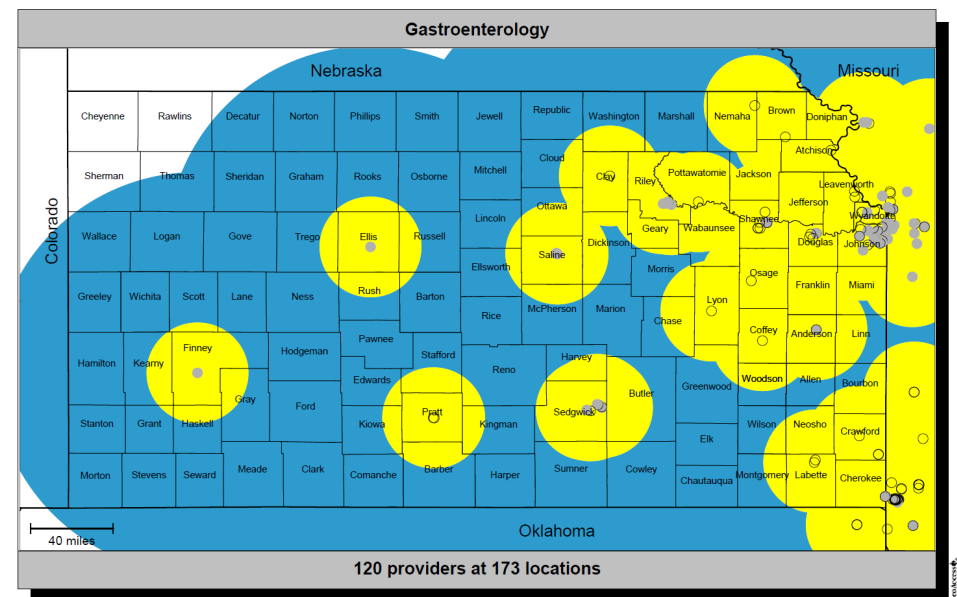 Gastroenterology
Nebraska
Missouri
Colorado
Cheyenne Rawlins Decatur Norton Phillips Smith Jewell Republic Washington Marshall Nemaha Brown Doniphan
Atchison
Sherman Thomas Sheridan Graham Rooks Osborne Mitchell Cloud Clay Riley Pottawatomie Jackson
Leavenworth
Jefferson
Ottawa
Lincoln
Shawnee
Wyandotte
Wallace Logan Gove Trego Ellis Russell
Saline Dickinson Geary Wabaunsee Douglas Johnson
Ellsworth
Morris
Osage
Greeley Wichita Scott Lane Ness Rush Barton
Franklin Miami
Rice McPherson Marion Chase Lyon
Coffey Anderson Linn
Pawnee
Hamilton Kearny Finney Hodgeman Stafford
Harvey
Reno
Edwards
Woodson Allen Bourbon
Butler Greenwood
Gray Ford
Stanton Grant Haskell Kiowa Pratt Kingman Sedgwick
Wilson Neosho
Crawford
Elk
Morton Stevens Seward Meade Clark Comanche Barber Harper Sumner Cowley
Chautauqua Montgomery Labette Cherokee
40 miles
Oklahoma
120 providers at 173 locations